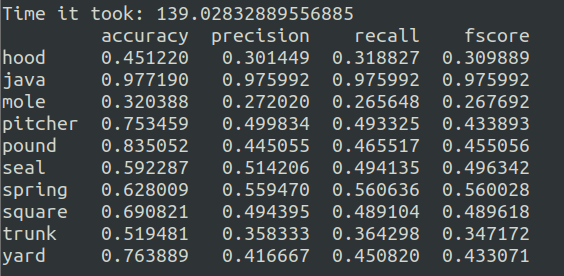 Time it took: 139.02832889556885
accuracy precision recall fscore
hood 0.451220 0.301449 0.318827 0.309889
java 0.977190 0.975992 0.975992 0.975992
mole 0.320388 0.272020 0.265648 0.267692
pitcher 0.753459 0.499834 0.493325 0.433893
pound 0.835052 0.445055 0.465517 0.455056
seal 0.592287 0.514206 0.494135 0.496342
spring 0.628009 0.559470 0.560636 0.560028
square 0.690821 0.494395 0.489104 0.489618
trunk 0.519481 0.358333 0.364298 0.347172
yard 0.763889 0.416667 0.450820 0.433071